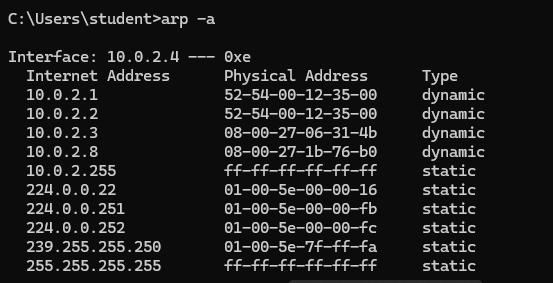 C:\Users\student>arp -a
Interface: 10.0.2.4 --- 0xe
Internet Address Physical Address Type
10.0.2.1 52-54-00-12-35-00 dynamic
10.0.2.2 52-54-00-12-35-00 dynamic
10.0.2.3 08-00-27-06-31-4b dynamic
10.0.2.8 08-00-27-1b-76-b0 dynamic
10.0.2.255 ff-ff-ff-ff-ff-ff static
224.0.0.22 01-00-5e-00-00-16 static
224.0.0.251 01-00-5e-00-00-fb static
224.0.0.252 01-00-5e-00-00-fc static
239.255.255.250 01-00-5e-7f-ff-fa static
255.255.255.255 ff-ff-ff-ff-ff-ff static